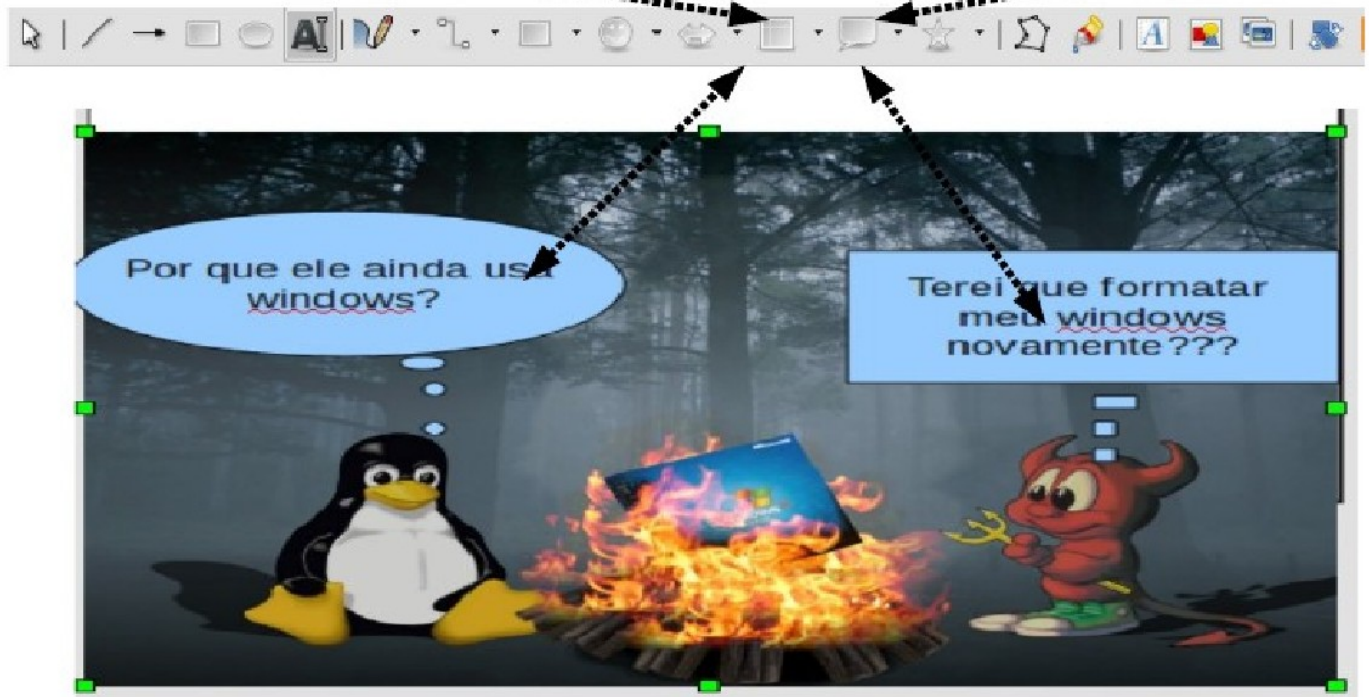 Por que ele ainda usa
windows?
Terei que formatar
meu windows
novamente???